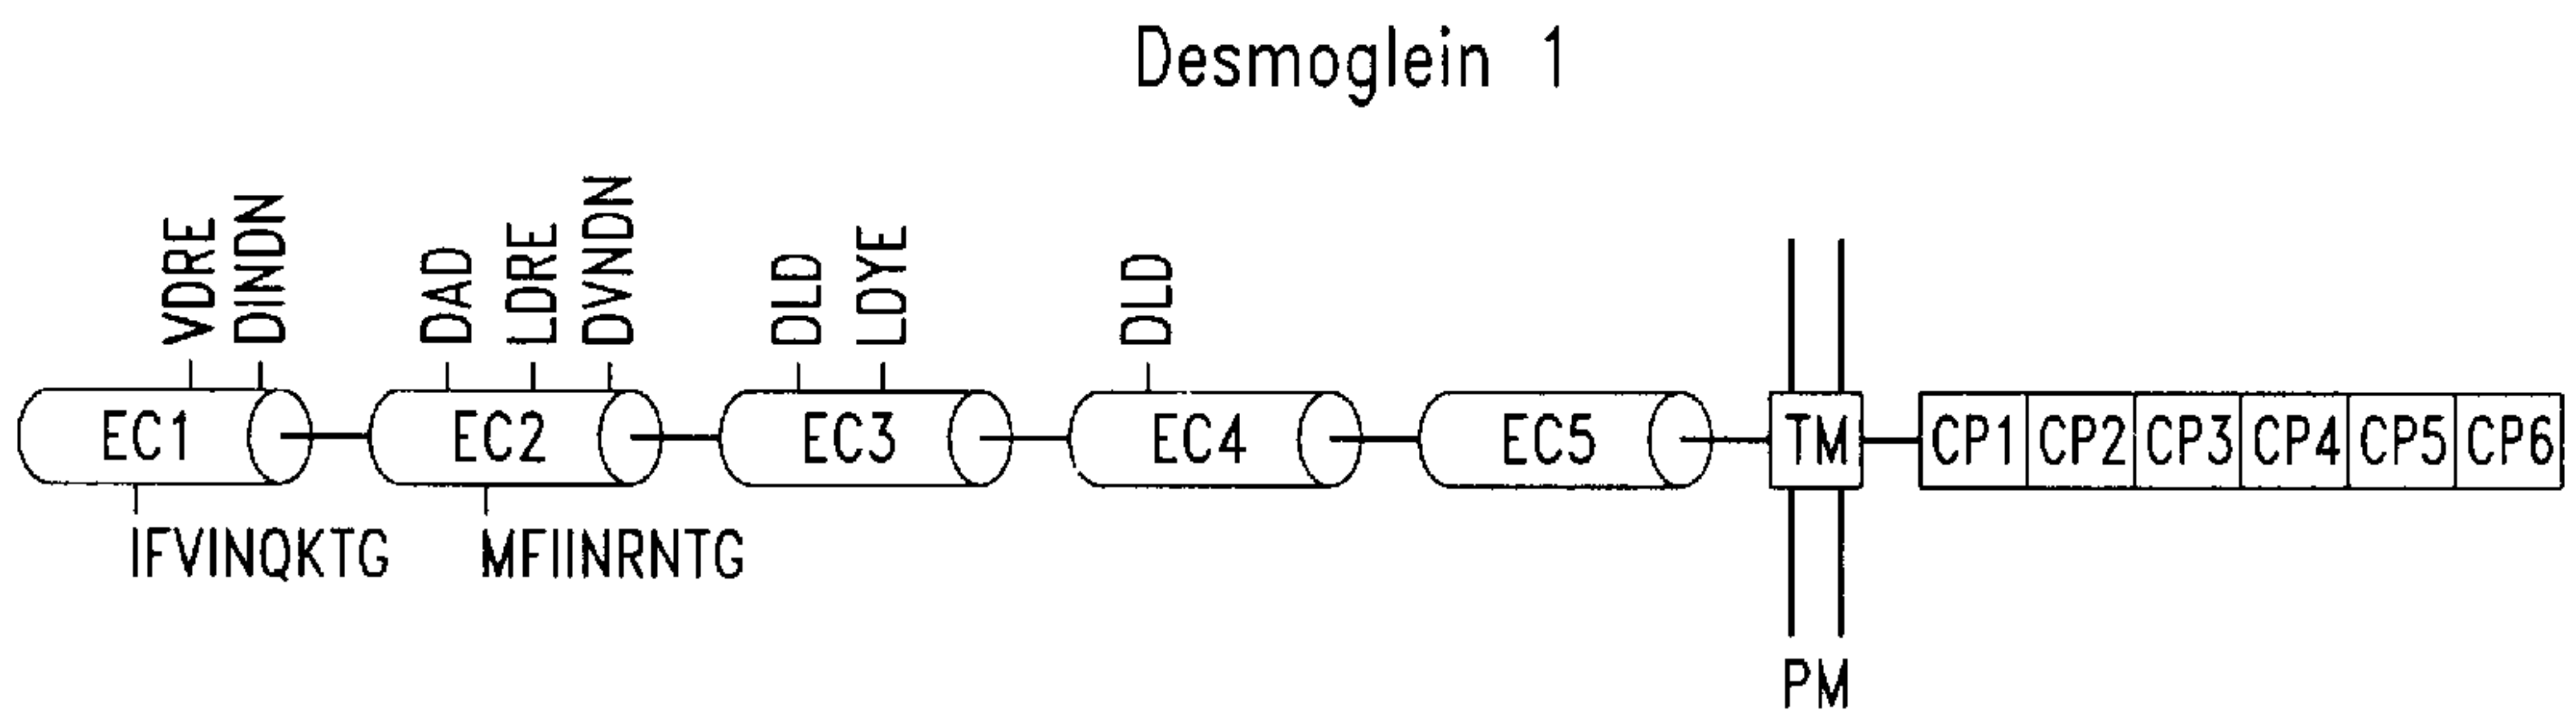 Desmoglein 1
VDRE
DINDN
DAD
LDRE
DVNDN
DLD
LDYE
DLD
EC1
EC2
EC3
EC4
EC5
TM
CP1
CP2
CP3
CP4
CP5
CP6
IFVINQKTG
MFIINRNTG
PM